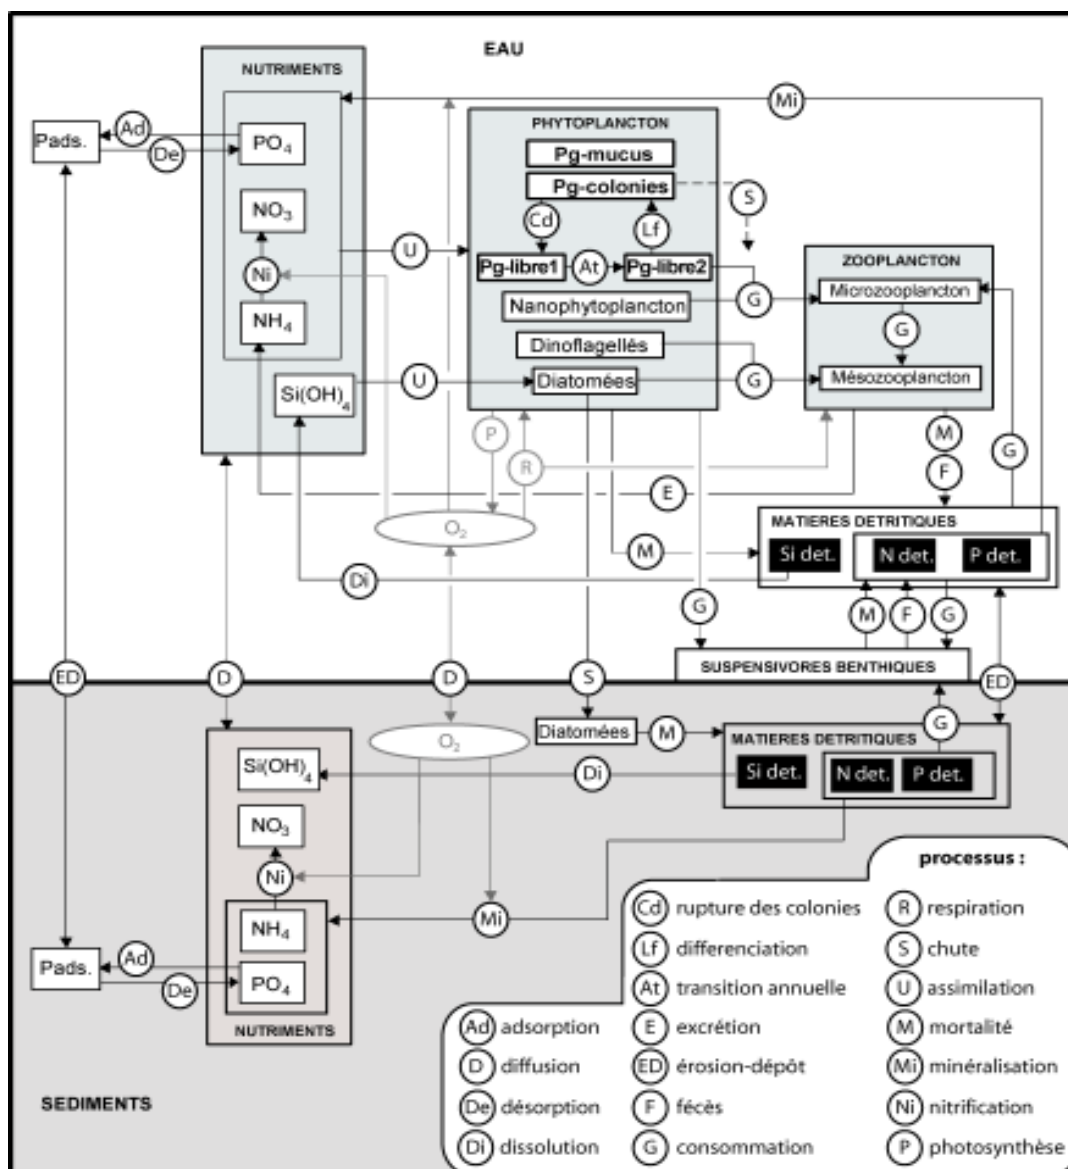 EAU
NUTRIMENTS
Mi
Pads.
Ad
De
PO4
NO3
Ni
NH4
Si(OH)4
U
U
PHYTOPLANCTON
Pg-mucus
Pg-colonies
Cd
Lf
S
Pg-libre1
At
Pg-libre2
G
Nanophytoplancton
Dinoflagellés
Diatomées
G
ZOOPLANCTON
Microzooplancton
G
Mésozooplancton
P
R
M
G
F
E
O2
MATIERES DETRITIQUES
Si det.
N det.
P det.
M
Di
G
M
F
G
SUSPENSIVORES BENTHIQUES
ED
D
D
S
ED
O2
Diatomées
M
G
MATIERES DETRITIQUES
Si det.
N det.
P det.
Di
Si(OH)4
NO3
Ni
NH4
PO4
NUTRIMENTS
Mi
Pads.
Ad
De
SEDIMENTS
processus :
Cd rupture des colonies
Lf differenciation
At transition annuelle
Ad adsorption
E excrétion
D diffusion
ED érosion-dépôt
De désorption
F fécès
Di dissolution
G consommation
R respiration
S chute
U assimilation
M mortalité
Mi minéralisation
Ni nitrification
P photosynthèse